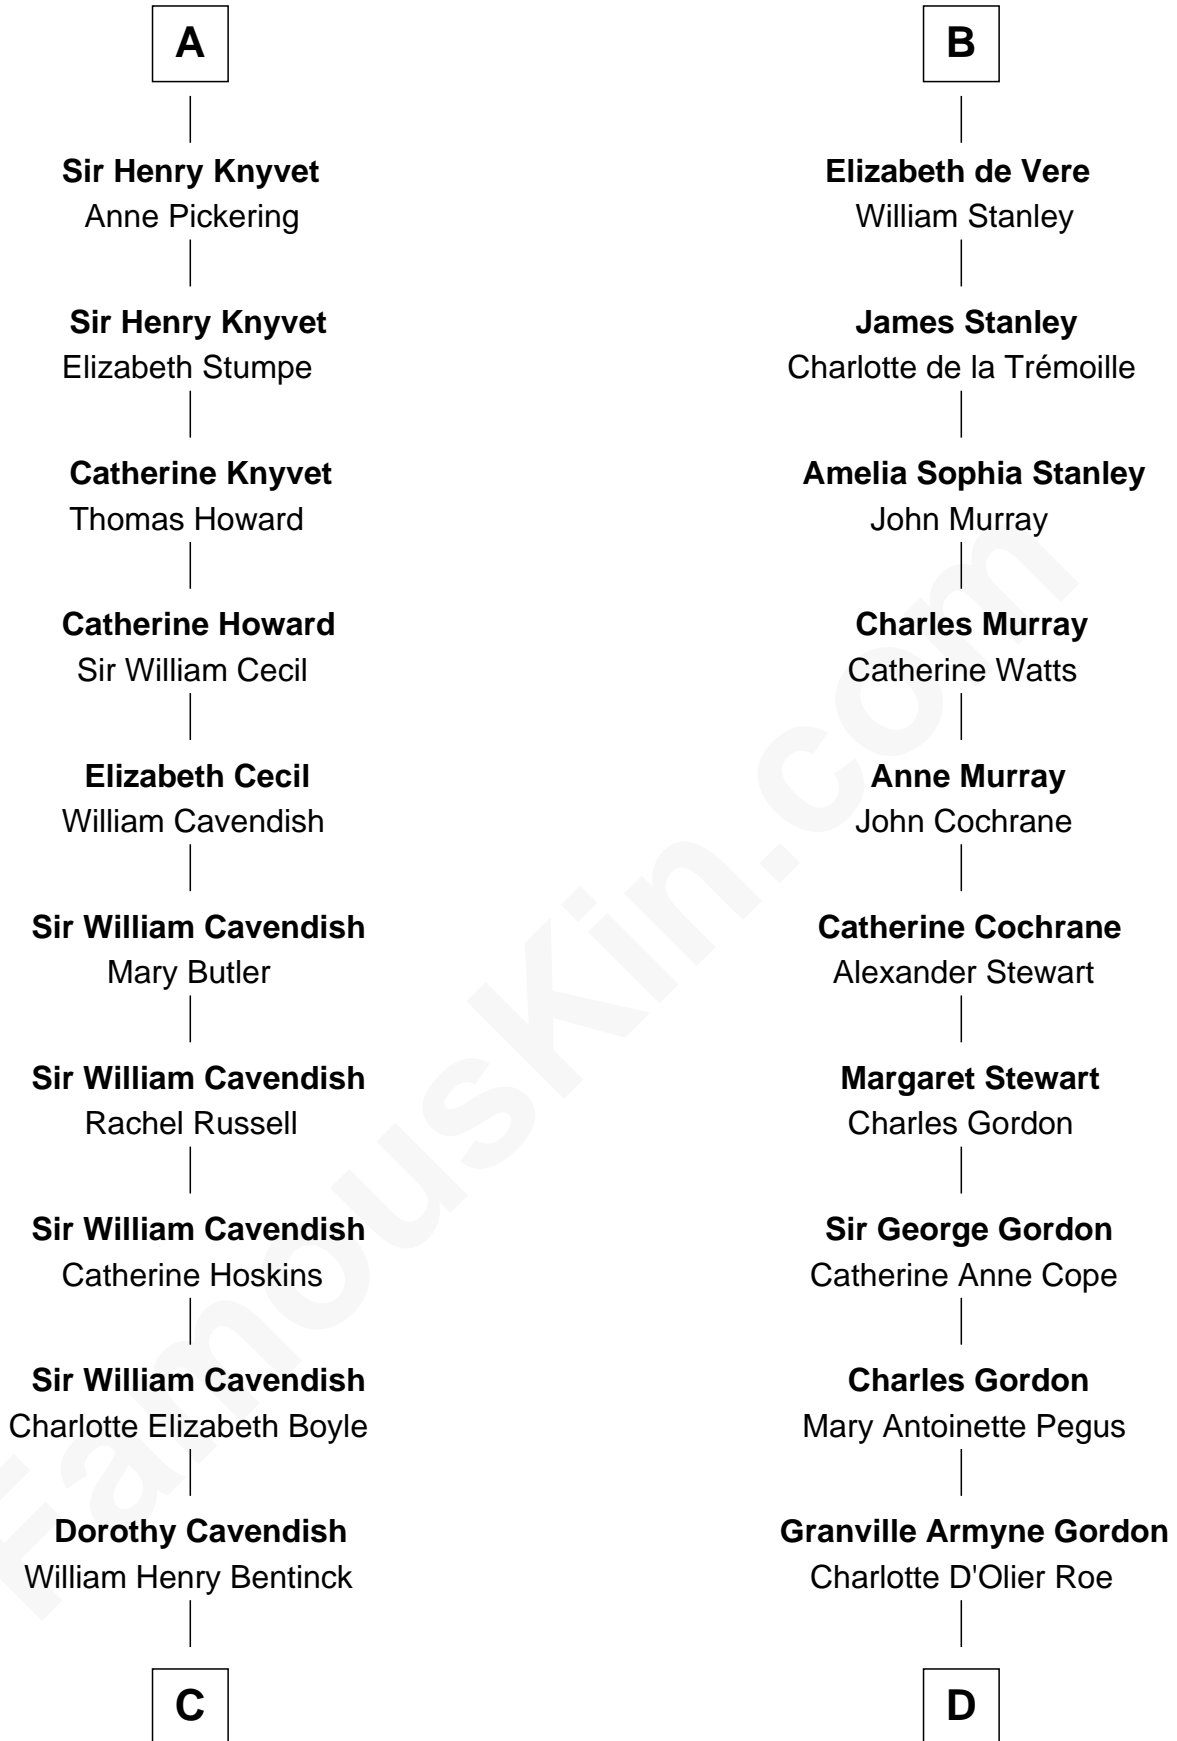 A
Sir Henry Knyvet
Anne Pickering
Sir Henry Knyvet
Elizabeth Stumpe
Catherine Knyvet
Thomas Howard
Catherine Howard
Sir William Cecil
Elizabeth Cecil
William Cavendish
Sir William Cavendish
Mary Butler
Sir William Cavendish
Rachel Russell
Sir William Cavendish
Catherine Hoskins
Sir William Cavendish
Charlotte Elizabeth Boyle
Dorothy Cavendish
William Henry Bentinck
C
B
Elizabeth de Vere
William Stanley
James Stanley
Charlotte de la Trémoille
Amelia Sophia Stanley
John Murray
Charles Murray
Catherine Watts
Anne Murray
John Cochrane
Catherine Cochrane
Alexander Stewart
Margaret Stewart
Charles Gordon
Sir George Gordon
Catherine Anne Cope
Charles Gordon
Mary Antoinette Pegus
Granville Armyne Gordon
Charlotte D'Olier Roe
D
FamousKin.com